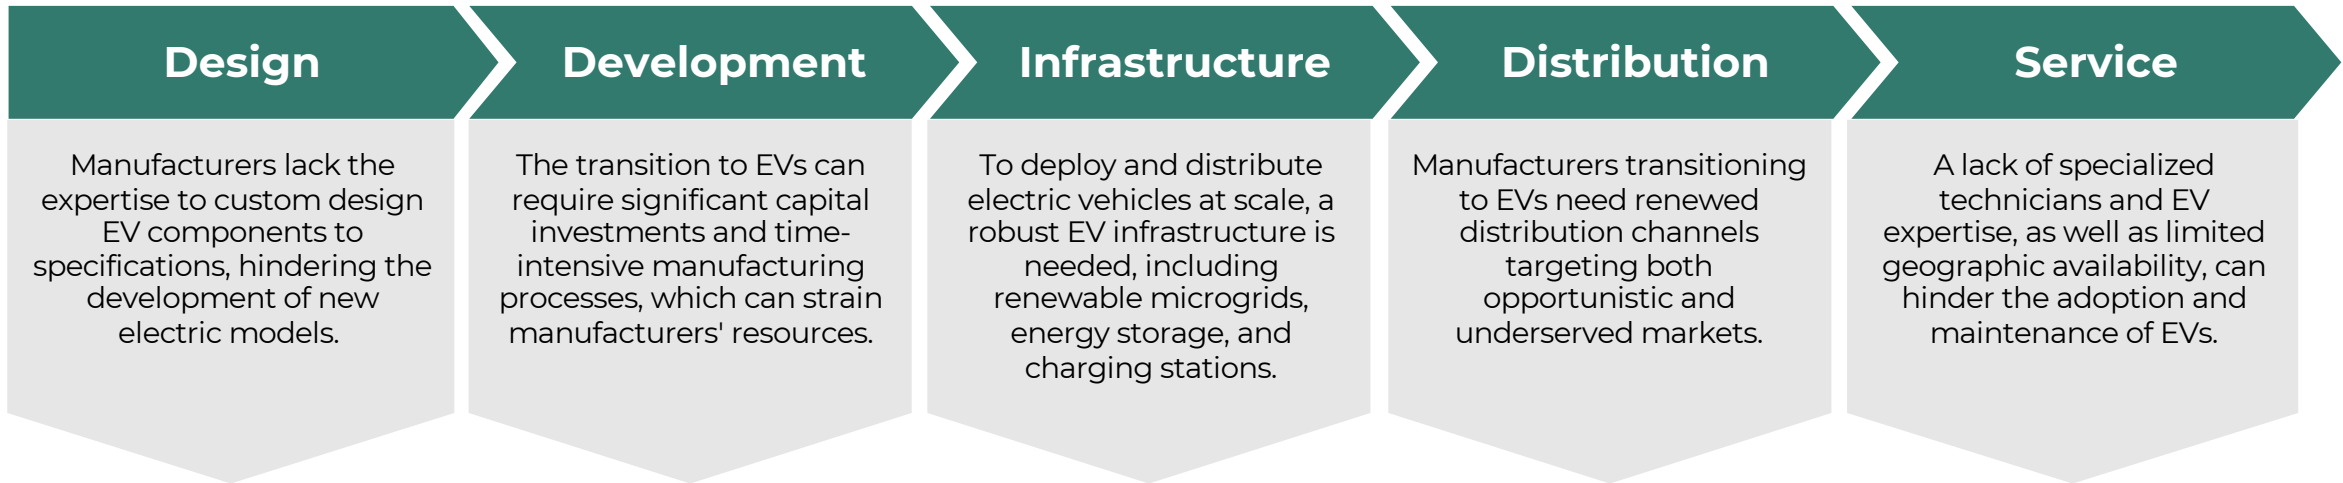 Design
Manufacturers lack the
expertise to custom design
EV components to
specifications, hindering the
development of new
electric models.
Development
The transition to EVs can
require significant capital
investments and time-
intensive manufacturing
processes, which can strain
manufacturers' resources.
Infrastructure
To deploy and distribute
electric vehicles at scale, a
robust EV infrastructure is
needed, including
renewable microgrids,
energy storage, and
charging stations.
Distribution
Manufacturers transitioning
to EVs need renewed
distribution channels
targeting both
opportunistic and
underserved markets.
Service
A lack of specialized
technicians and EV
expertise, as well as limited
geographic availability, can
hinder the adoption and
maintenance of EVs.